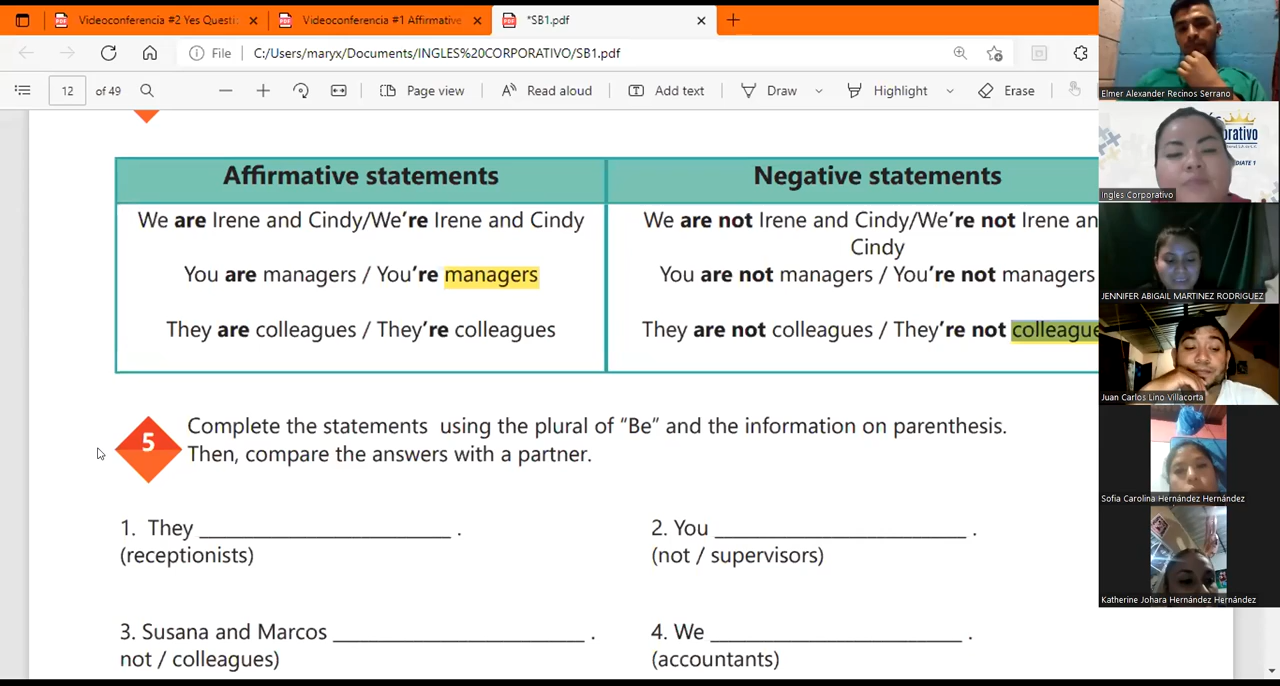 Videoconferencia #2 Yes Questi
Videoconferencia #1 Affirmative
*SB1.pdf
File
C:/Users/maryx/Documents/INGLES%20CORPORATIVO/SB1.pdf
12 of 49
Page view
Read aloud
Add text
Draw
Highlight
Erase
Affirmative statements
Negative statements
We are Irene and Cindy/We're Irene and Cindy
We are not Irene and Cindy/We're not Irene an
Cindy
You are managers / You're managers
You are not managers / You're not managers
They are colleagues / They're colleagues
They are not colleagues / They're not colleague
5
Complete the statements using the plural of "Be" and the information on parenthesis.
Then, compare the answers with a partner.
1. They _________________________ .
(receptionists)
2. You _________________________ .
(not / supervisors)
3. Susana and Marcos _________________________ .
not / colleagues)
4. We _________________________ .
(accountants)
Elmer Alexander Recinos Serrano
orativo
DIATE 1
Ingles Corporativo
JENNIFER ABIGAIL MARTINEZ RODRIGUEZ
Juan Carlos Lino Villacorta
Sofia Carolina Hernández Hernández
Katherine Johara Hernández Hernández